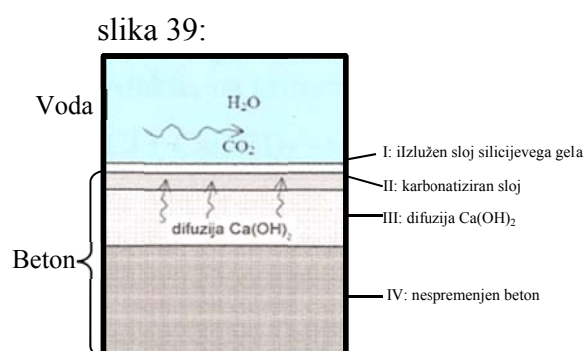 slika 39:
Voda
H₂O
CO₂
I: iIzlužen sloj silicijevega gela
II: karbonatiziran sloj
III: difuzija Ca(OH)₂
difuzija Ca(OH)₂
Beton
IV: nespremenjen beton